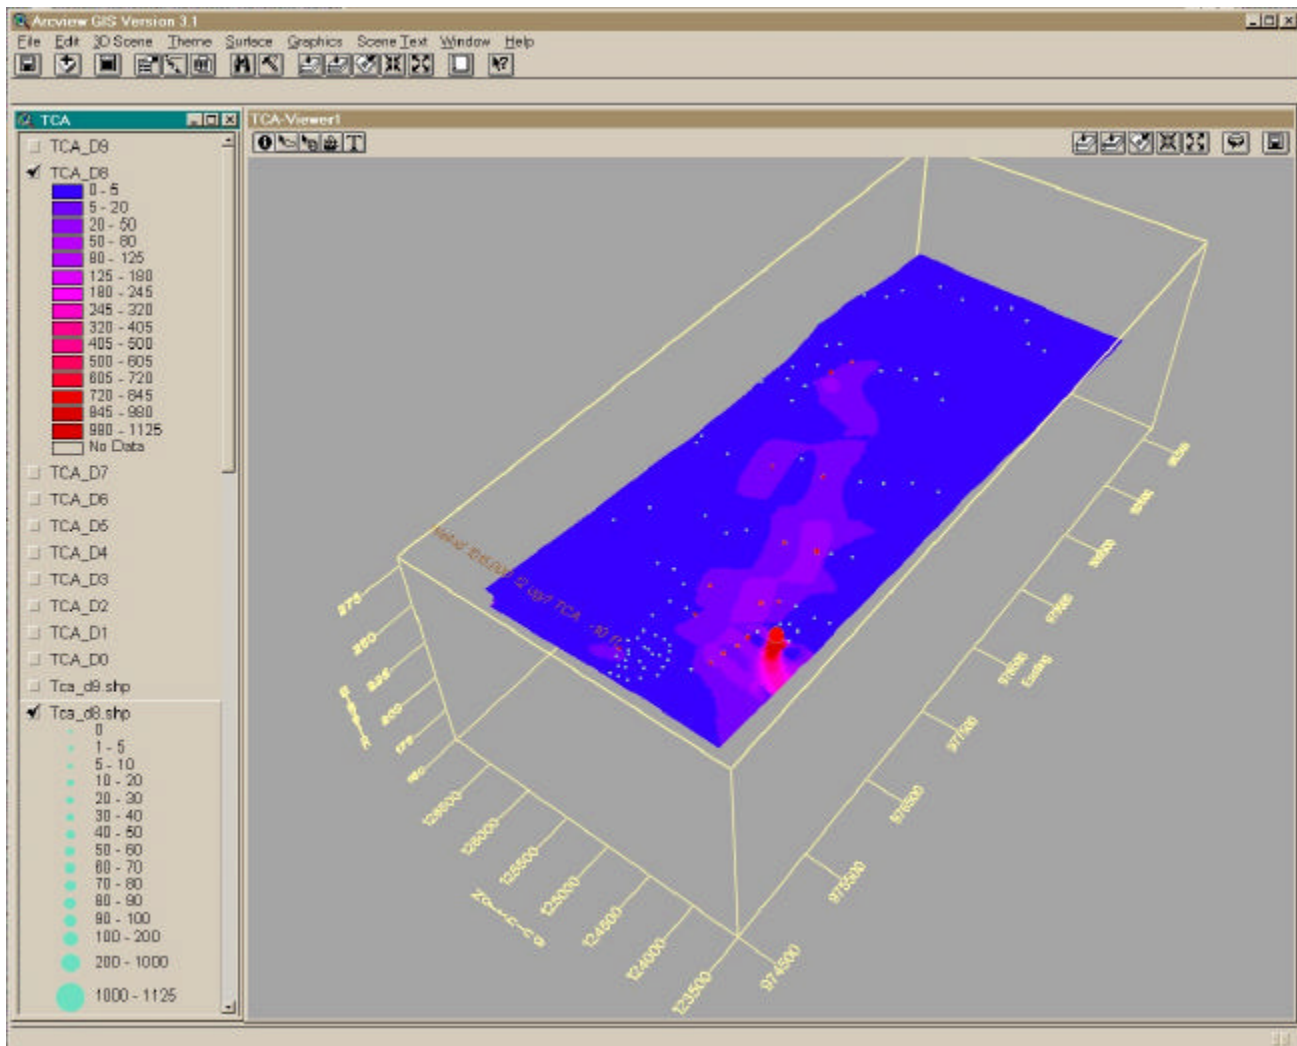 Arcview GIS Version 3.1
File Edit 3D Scene Theme Surface Graphics Scene Text Window Help
TCA
TCA-Viewer1
TCA_D9
TCA_D8
0 - 5
5 - 20
20 - 50
50 - 80
80 - 125
125 - 180
180 - 245
245 - 320
320 - 405
405 - 500
500 - 605
605 - 720
720 - 845
845 - 980
980 - 1125
No Data
TCA_D7
TCA_D6
TCA_D5
TCA_D4
TCA_D3
TCA_D2
TCA_D1
TCA_D0
Tca_d9.shp
Tca_d8.shp
0
1 - 5
5 - 10
10 - 20
20 - 30
30 - 40
40 - 50
50 - 60
60 - 70
70 - 80
80 - 90
90 - 100
100 - 200
200 - 1000
1000 - 1125
TCA
275
250
225
200
175
150
126500
126000
125500
125000
124500
124000
123500
Northing
974500
975500
976500
977500
Easting